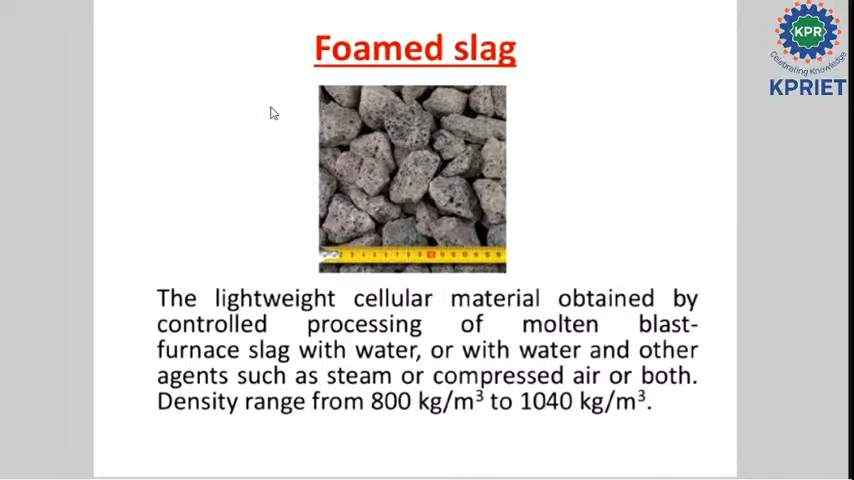 Foamed slag
KPR
Celebrating Knowledge
KPRIET
The lightweight cellular material obtained by
controlled processing of molten blast-
furnace slag with water, or with water and other
agents such as steam or compressed air or both.
Density range from 800 kg/m³ to 1040 kg/m³.